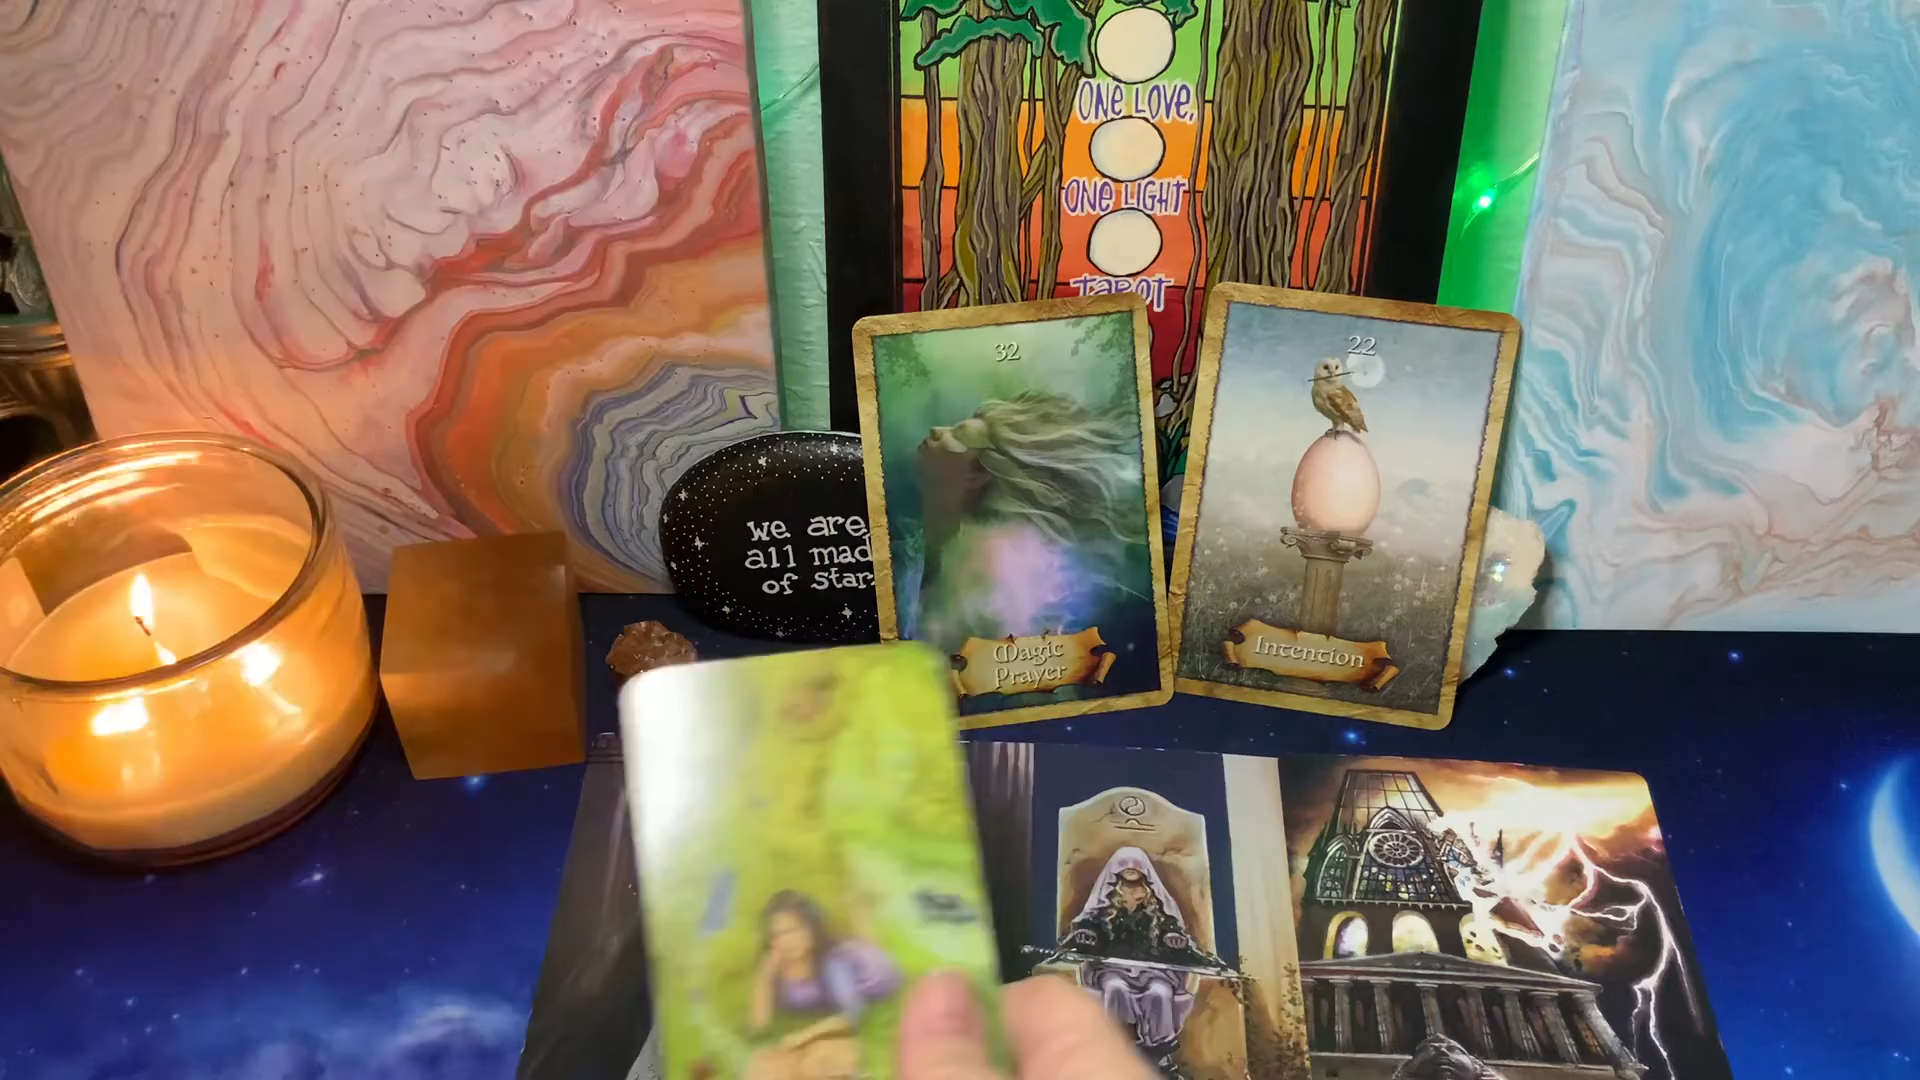 ONE LOVE,
ONE LIGHT
TAROT
32
22
we are
all mad
of star
Magic
Prayer
Intention